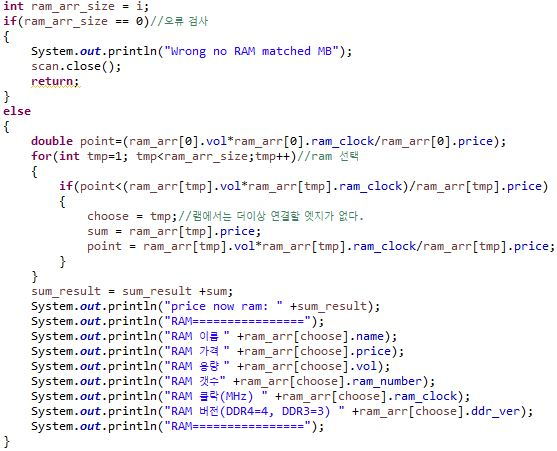 int ram_arr_size = i;
if(ram_arr_size == 0)//오류 검사
{
    System.out.println("Wrong no RAM matched MB");
    scan.close();
    return;
}
else
{
    double point=(ram_arr[0].vol*ram_arr[0].ram_clock/ram_arr[0].price);
    for(int tmp=1; tmp<ram_arr_size;tmp++)//ram 선택
    {
        if(point<(ram_arr[tmp].vol*ram_arr[tmp].ram_clock)/ram_arr[tmp].price)
        {
            choose = tmp;//램에서는 더이상 연결할 엣지가 없다.
            sum = ram_arr[tmp].price;
            point = ram_arr[tmp].vol*ram_arr[tmp].ram_clock/ram_arr[tmp].price;
        }
    }
    sum_result = sum_result +sum;
    System.out.println("price now ram: " +sum_result);
    System.out.println("RAM================");
    System.out.println("RAM 이름 " +ram_arr[choose].name);
    System.out.println("RAM 가격 " +ram_arr[choose].price);
    System.out.println("RAM 용량 " +ram_arr[choose].vol);
    System.out.println("RAM 갯수" +ram_arr[choose].ram_number);
    System.out.println("RAM 클락(MHz) " +ram_arr[choose].ram_clock);
    System.out.println("RAM 버전(DDR4=4, DDR3=3) " +ram_arr[choose].ddr_ver);
    System.out.println("RAM================");
}